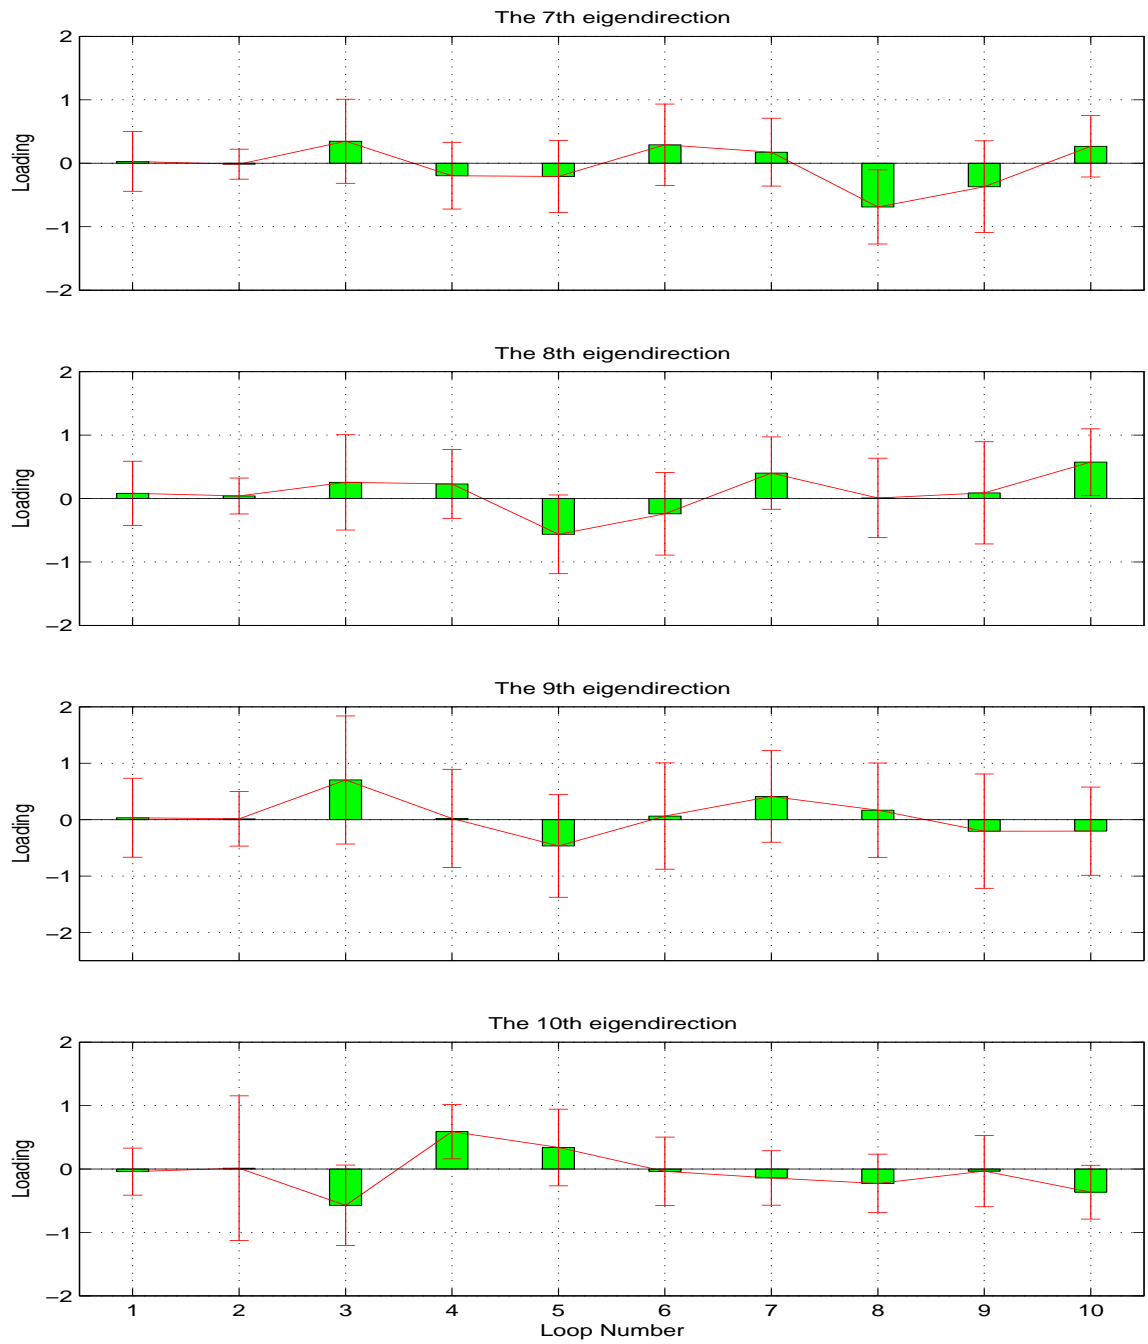 The 7th eigendirection
2
1
0
−1
−2
Loading
The 8th eigendirection
2
1
0
−1
−2
Loading
The 9th eigendirection
2
1
0
−1
−2
Loading
The 10th eigendirection
2
1
0
−1
−2
Loading
1 2 3 4 5 6 7 8 9 10
Loop Number